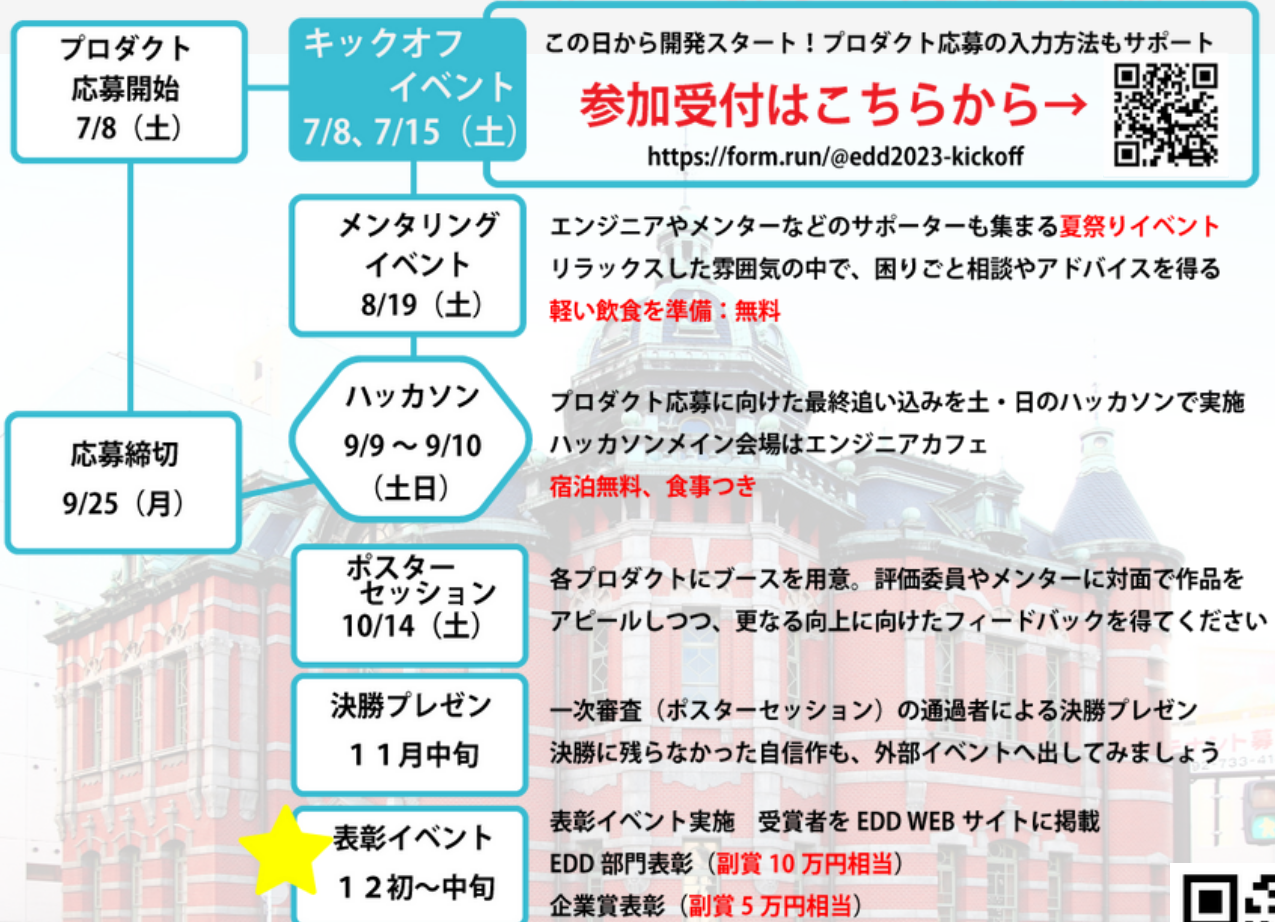 プロダクト
応募開始
7/8（土）
キックオフ
イベント
7/8、7/15（土）
この日から開発スタート！プロダクト応募の入力方法もサポート
参加受付はこちらから→
https://form.run/@edd2023-kickoff
メンタリング
イベント
8/19（土）
エンジニアやメンターなどのサポーターも集まる夏祭りイベント
リラックスした雰囲気の中で、困りごと相談やアドバイスを得る
軽い飲食を準備：無料
ハッカソン
9/9～9/10
（土日）
プロダクト応募に向けた最終追い込みを土・日のハッカソンで実施
ハッカソンメイン会場はエンジニアカフェ
宿泊無料、食事つき
応募締切
9/25（月）
ポスター
セッション
10/14（土）
各プロダクトにブースを用意。評価委員やメンターに対面で作品を
アピールしつつ、更なる向上に向けたフィードバックを得てください
決勝プレゼン
１１月中旬
一次審査（ポスターセッション）の通過者による決勝プレゼン
決勝に残らなかった自信作も、外部イベントへ出してみましょう
表彰イベント
１２初～中旬
表彰イベント実施　受賞者を EDD WEB サイトに掲載
EDD 部門表彰（副賞 10 万円相当）
企業賞表彰（副賞 5 万円相当）